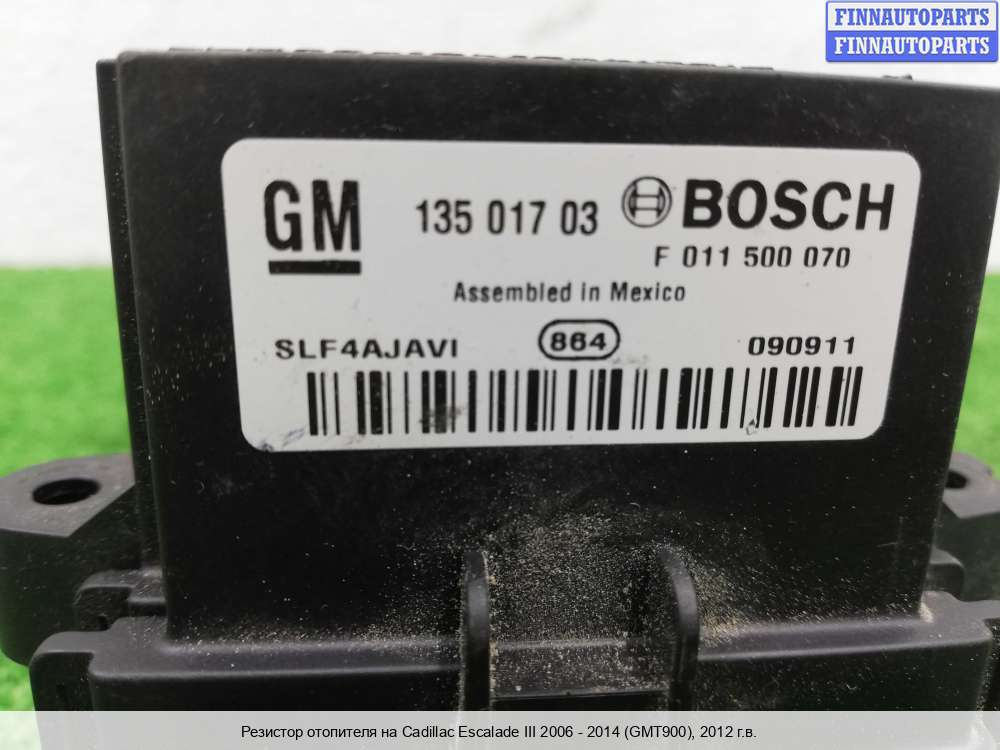 FINNAUTOPARTS
FINNAUTOPARTS
GM 135 017 03 BOSCH
F 011 500 070
Assembled in Mexico
SLF4AJAVI 864 090911
Резистор отопителя на Cadillac Escalade III 2006 - 2014 (GMT900), 2012 г.в.